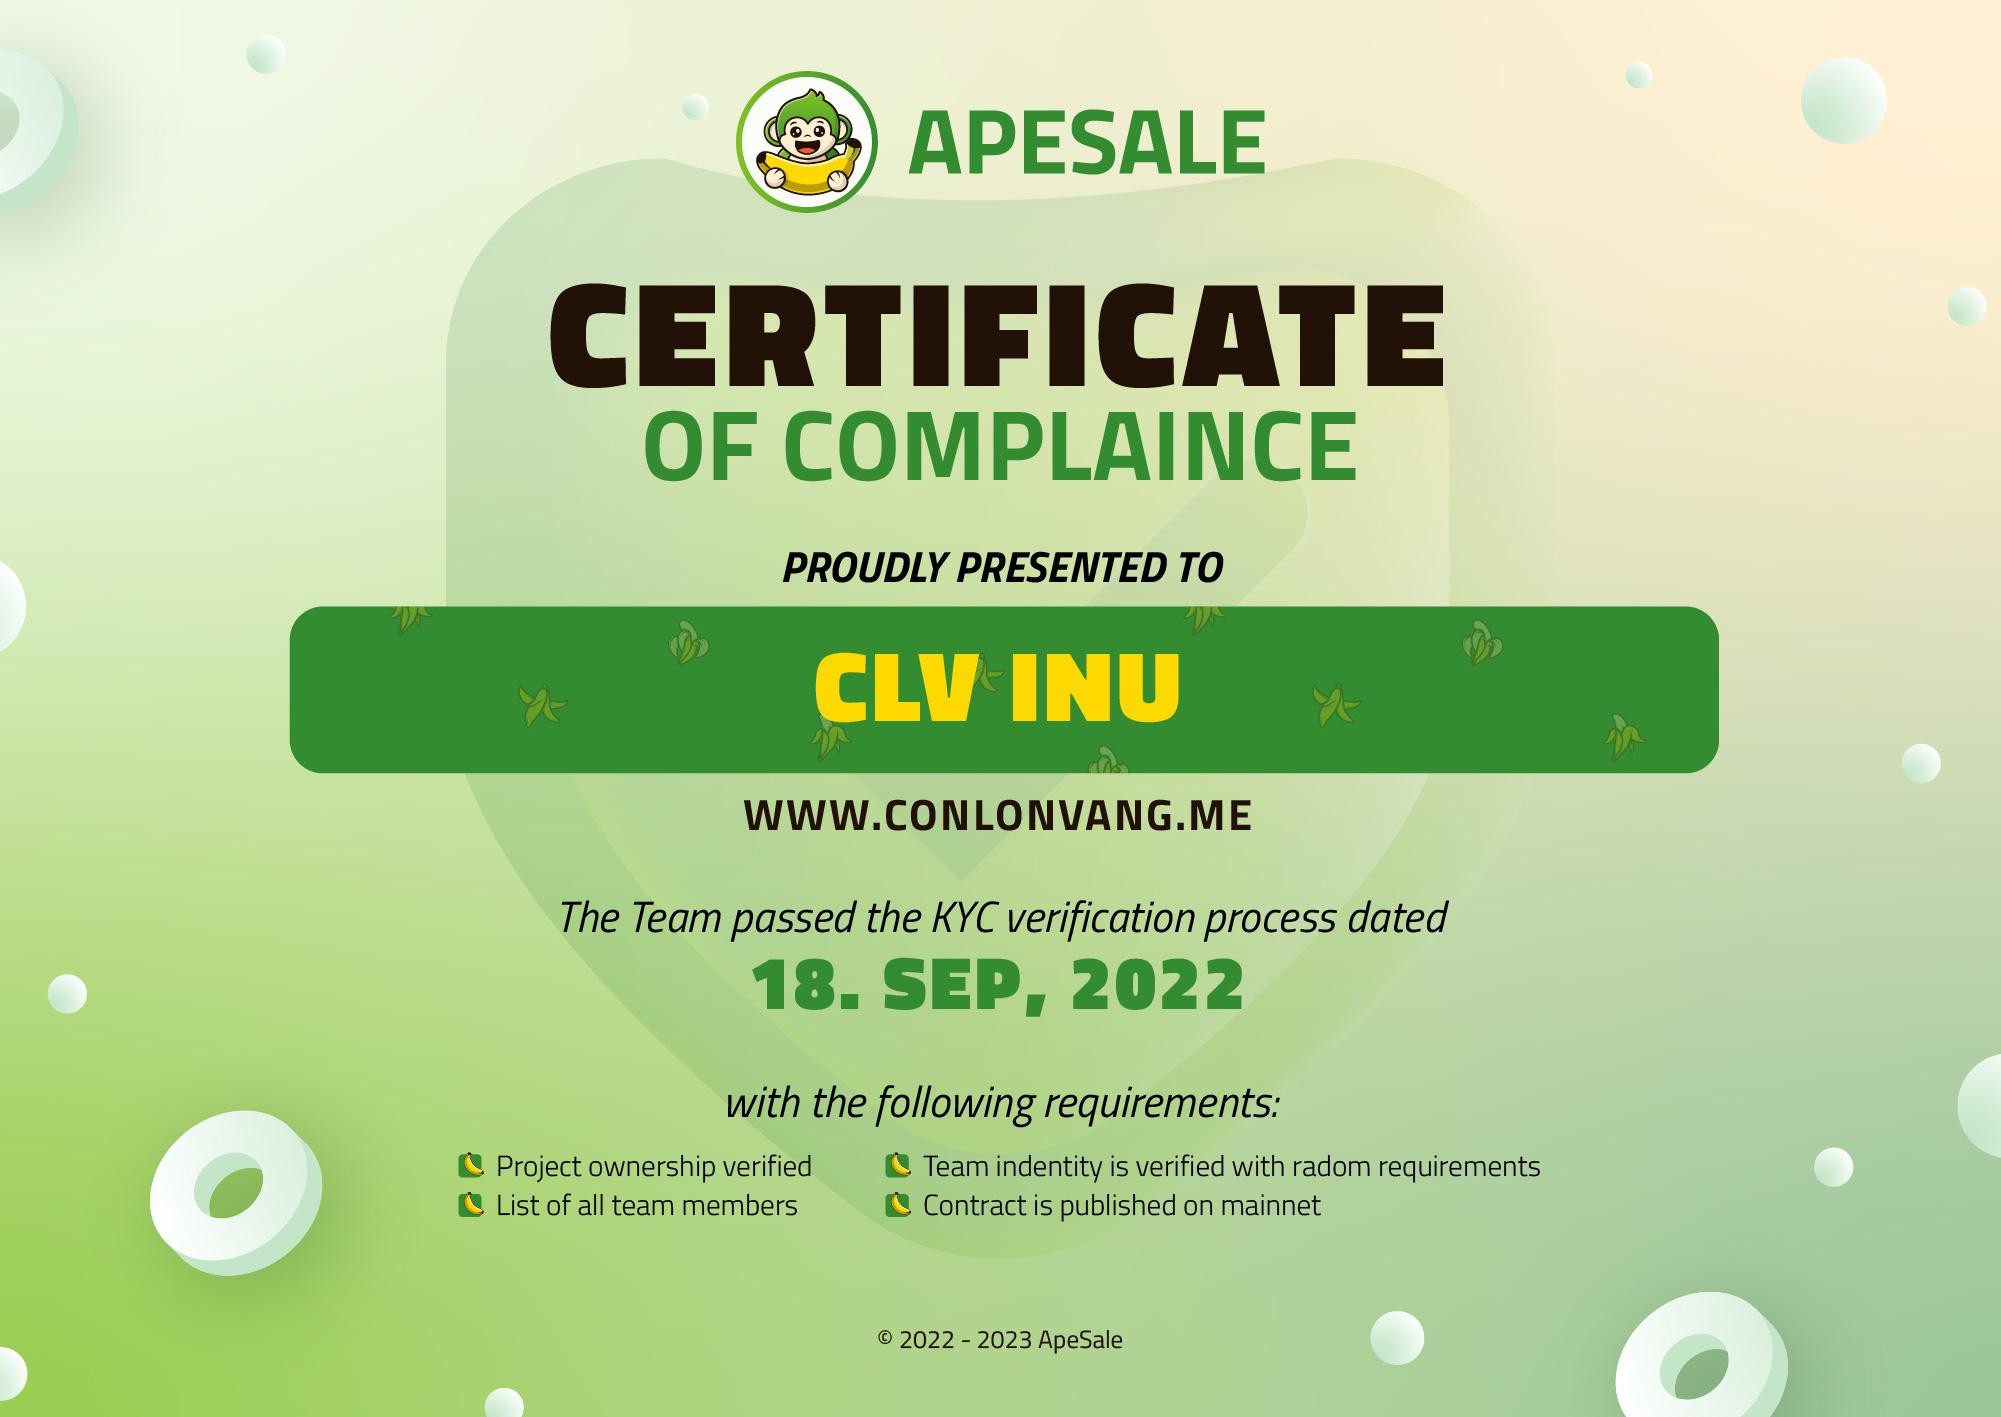 APESALE
CERTIFICATE
OF COMPLAINCE
PROUDLY PRESENTED TO
CLV INU
WWW.CONLONVANG.ME
The Team passed the KYC verification process dated
18. SEP, 2022
with the following requirements:
Project ownership verified
List of all team members
Team indentity is verified with radom requirements
Contract is published on mainnet
© 2022 - 2023 ApeSale